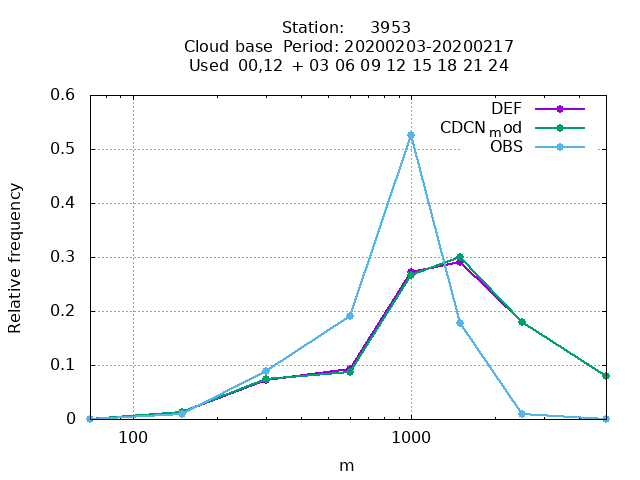 Station: 3953
Cloud base Period: 20200203-20200217
Used 00,12 + 03 06 09 12 15 18 21 24
0.6
0.5
0.4
0.3
0.2
0.1
0
Relative frequency
DEF
CDCNmod
OBS
100 1000
m